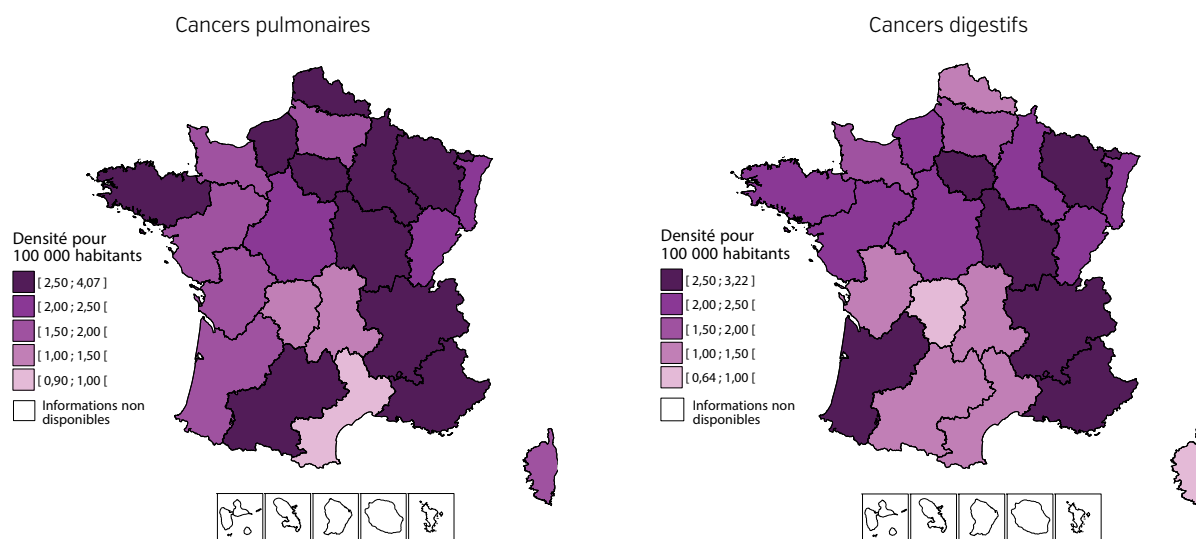 Cancers pulmonaires
Densité pour
100 000 habitants
[ 2,50 ; 4,07 ]
[ 2,00 ; 2,50 [
[ 1,50 ; 2,00 [
[ 1,00 ; 1,50 [
[ 0,90 ; 1,00 [
Informations non
disponibles
Cancers digestifs
Densité pour
100 000 habitants
[ 2,50 ; 3,22 ]
[ 2,00 ; 2,50 [
[ 1,50 ; 2,00 [
[ 1,00 ; 1,50 [
[ 0,64 ; 1,00 [
Informations non
disponibles